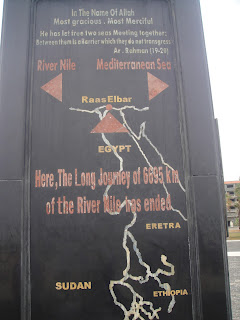 In The Name Of Allah
Most gracious . Most Merciful
He has let free two seas Meeting together:
Between them is a Barrier which they do not transgress
Ar . Rahman (19-20)
River Nile Mediterranean Sea
Raas Elbar
EGYPT
Here, The Long Journey of 6695 km
of the River Nile has ended
ERETRA
SUDAN
ETHIOPIA